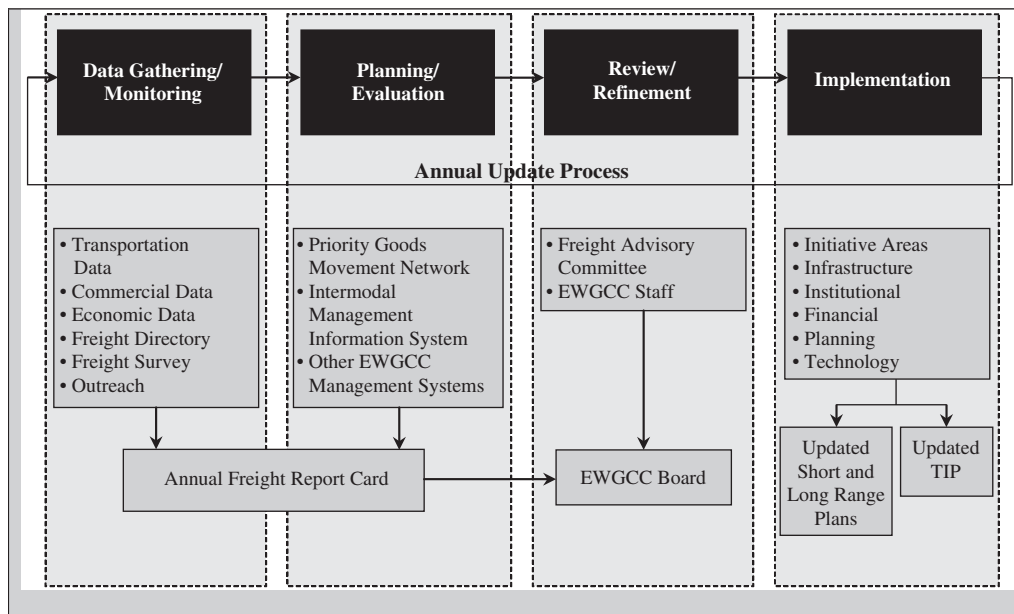 Data Gathering/
Monitoring
Planning/
Evaluation
Review/
Refinement
Implementation
Annual Update Process
• Transportation
Data
• Commercial Data
• Economic Data
• Freight Directory
• Freight Survey
• Outreach
• Priority Goods
Movement Network
• Intermodal
Management
Information System
• Other EWGCC
Management Systems
• Freight Advisory
Committee
• EWGCC Staff
• Initiative Areas
• Infrastructure
• Institutional
• Financial
• Planning
• Technology
Annual Freight Report Card
EWGCC Board
Updated
Short and
Long Range
Plans
Updated
TIP